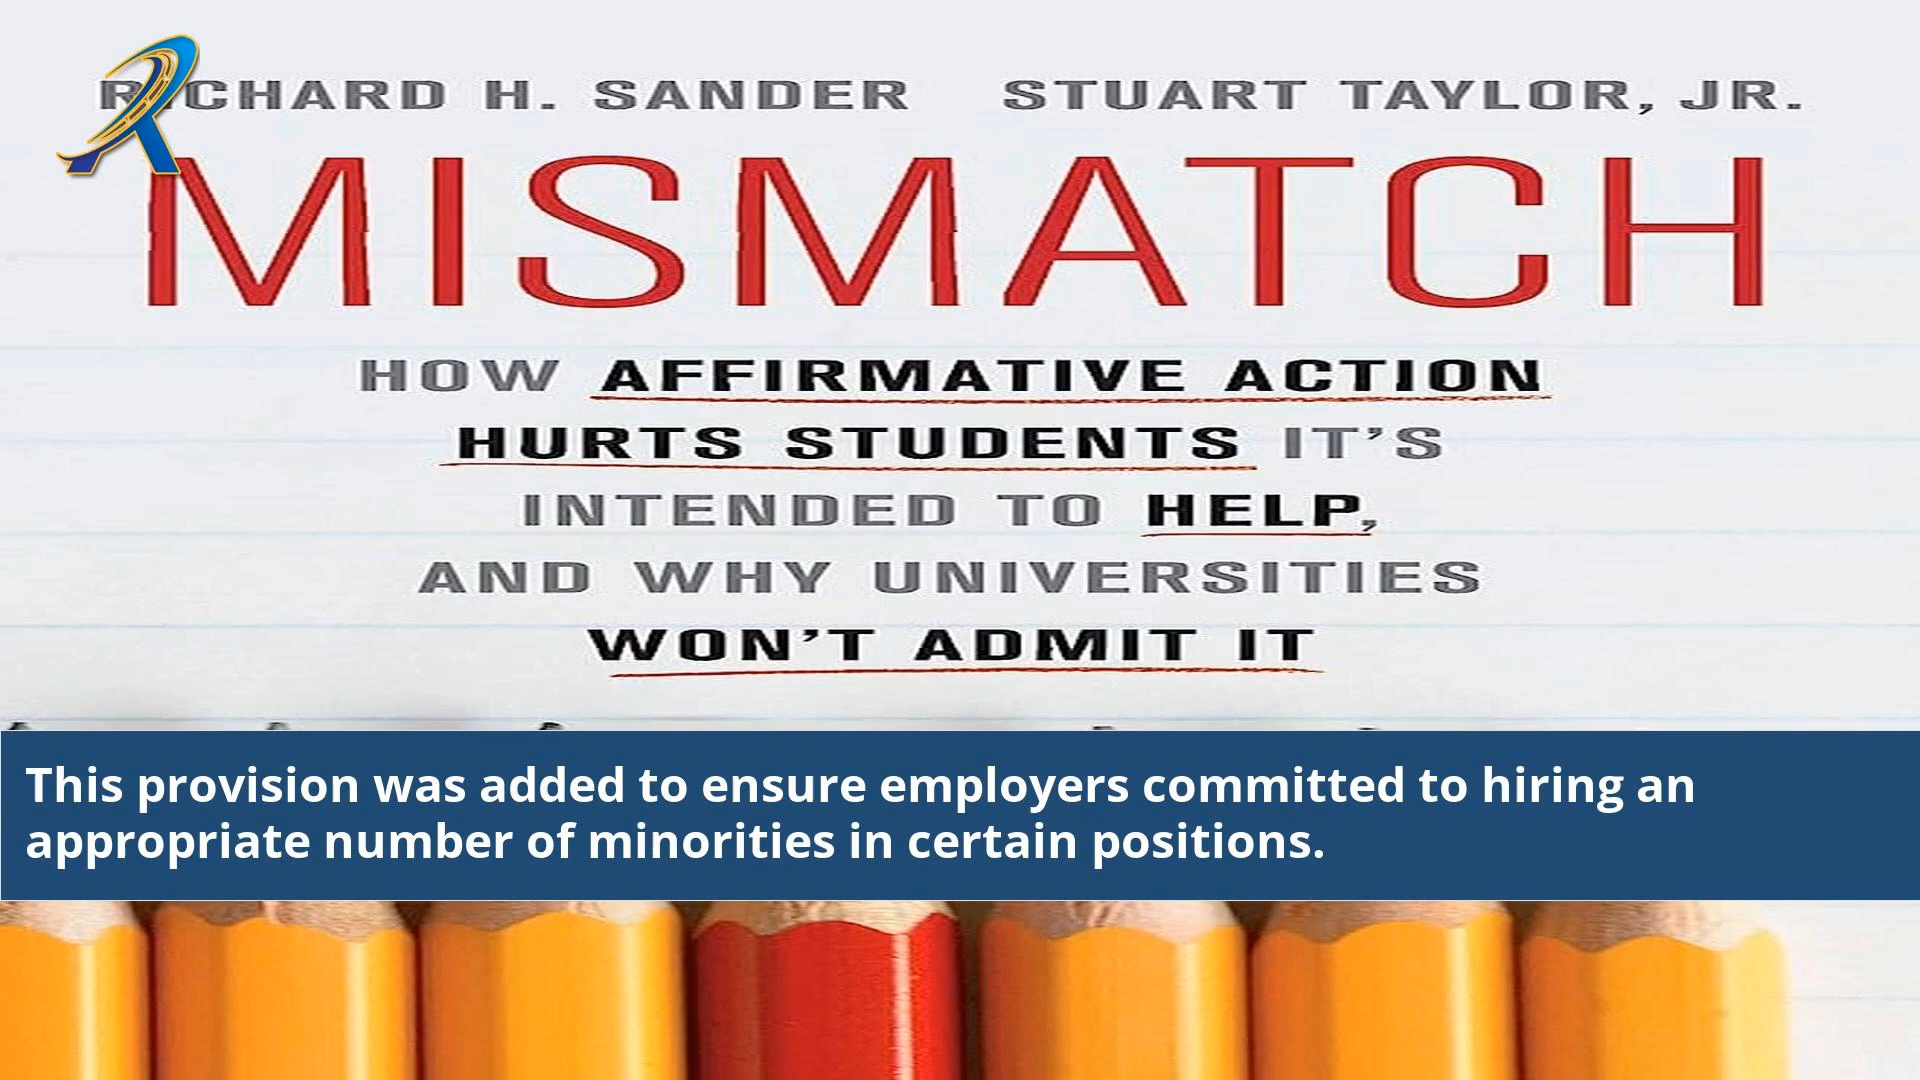 RICHARD H. SANDER STUART TAYLOR, JR.
MISMATCH
HOW AFFIRMATIVE ACTION
HURTS STUDENTS IT'S
INTENDED TO HELP,
AND WHY UNIVERSITIES
WON'T ADMIT IT
This provision was added to ensure employers committed to hiring an
appropriate number of minorities in certain positions.